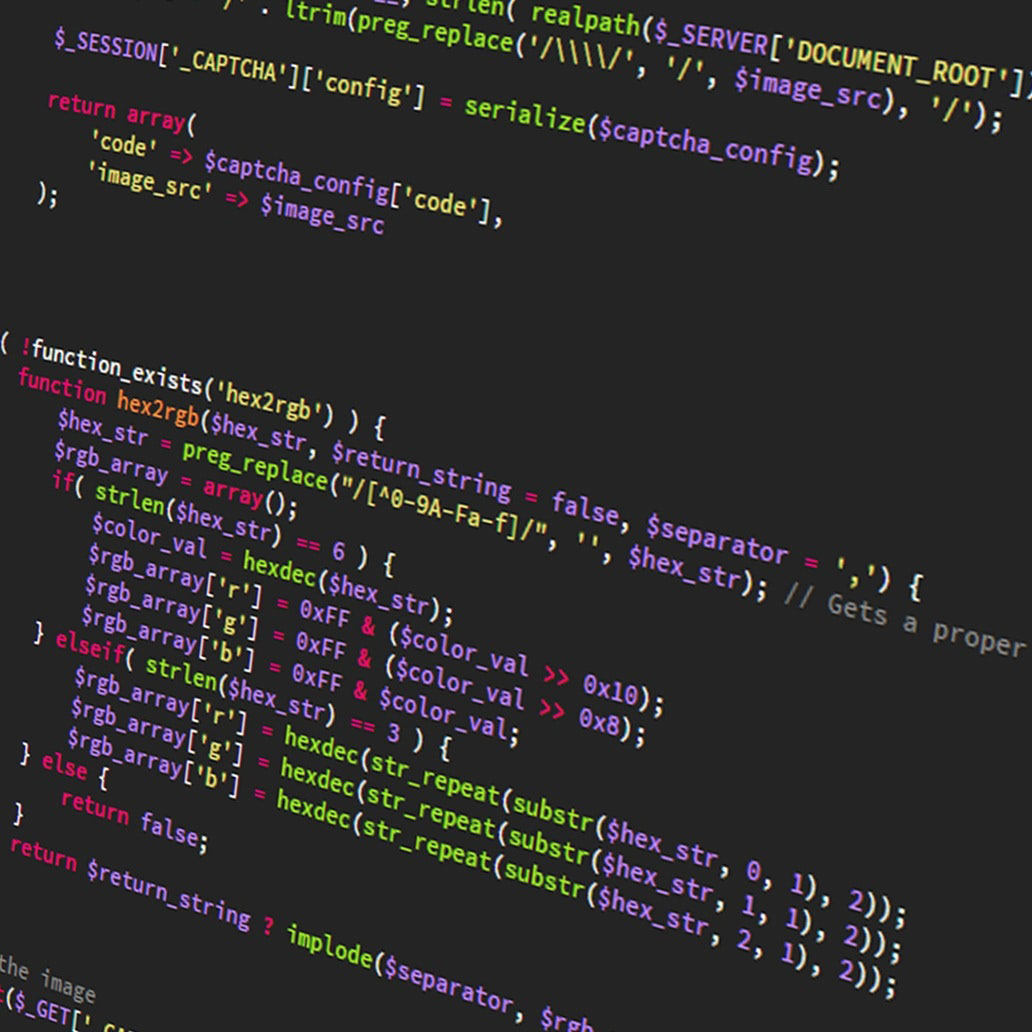 strlen( realpath($_SERVER['DOCUMENT_ROOT'])
. ltrim(preg_replace('/\\\\/', '/', $image_src), '/');
$_SESSION['_CAPTCHA']['config'] = serialize($captcha_config);
return array(
'code' => $captcha_config['code'],
'image_src' => $image_src
);
( !function_exists('hex2rgb') ) {
function hex2rgb($hex_str, $return_string = false, $separator = ',') {
$hex_str = preg_replace("/[^0-9A-Fa-f]/", '', $hex_str); // Gets a proper
$rgb_array = array();
if( strlen($hex_str) == 6 ) {
$color_val = hexdec($hex_str);
$rgb_array['r'] = 0xFF & ($color_val >> 0x10);
$rgb_array['g'] = 0xFF & ($color_val >> 0x8);
$rgb_array['b'] = 0xFF & $color_val;
} elseif( strlen($hex_str) == 3 ) {
$rgb_array['r'] = hexdec(str_repeat(substr($hex_str, 0, 1), 2));
$rgb_array['g'] = hexdec(str_repeat(substr($hex_str, 1, 1), 2));
$rgb_array['b'] = hexdec(str_repeat(substr($hex_str, 2, 1), 2));
} else {
return false;
}
return $return_string ? implode($separator, $rgb
the image
($_GET['